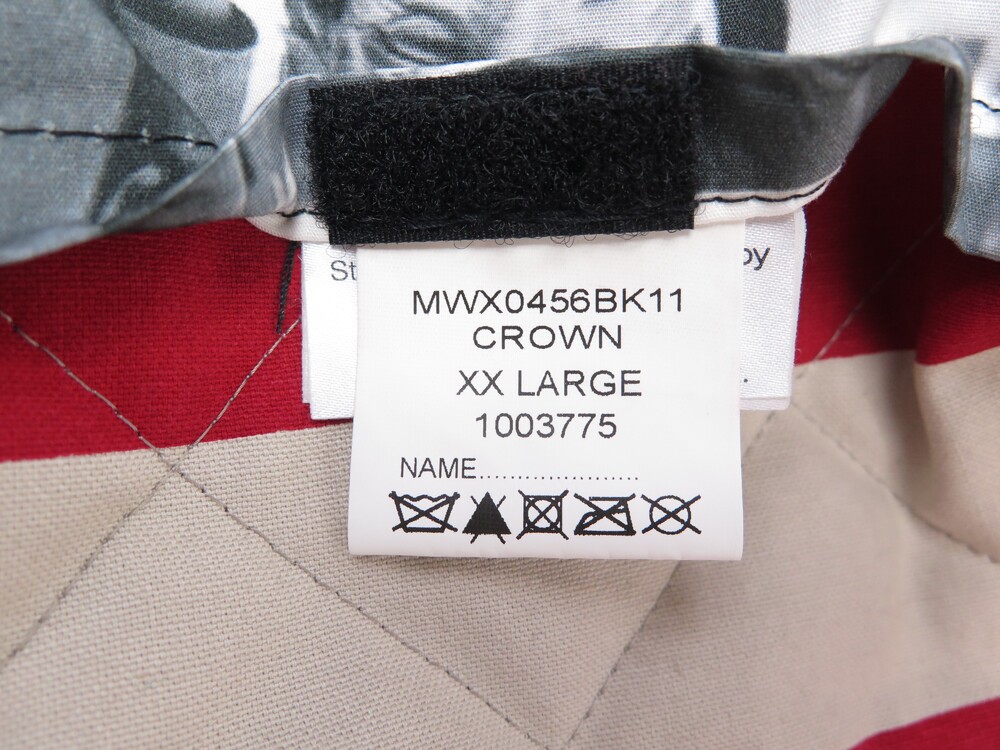 MWX0456BK11
CROWN
XX LARGE
1003775
NAME.....................